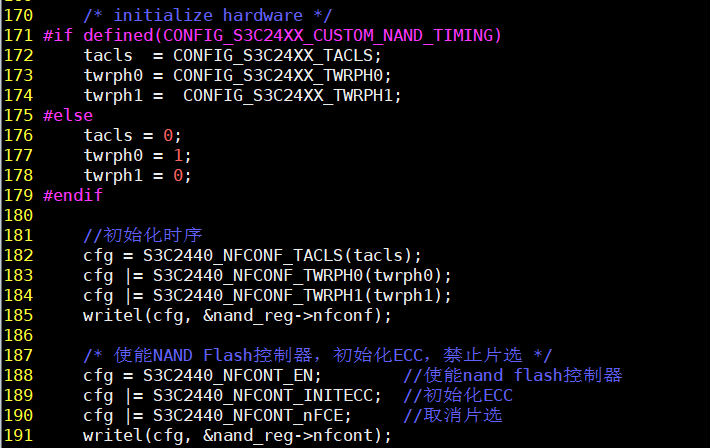 170     /* initialize hardware */
171 #if defined(CONFIG_S3C24XX_CUSTOM_NAND_TIMING)
172     tacls  = CONFIG_S3C24XX_TACLS;
173     twrph0 = CONFIG_S3C24XX_TWRPH0;
174     twrph1 =  CONFIG_S3C24XX_TWRPH1;
175 #else
176     tacls = 0;
177     twrph0 = 1;
178     twrph1 = 0;
179 #endif
180
181     //初始化时序
182     cfg = S3C2440_NFCONF_TACLS(tacls);
183     cfg |= S3C2440_NFCONF_TWRPH0(twrph0);
184     cfg |= S3C2440_NFCONF_TWRPH1(twrph1);
185     writel(cfg, &nand_reg->nfconf);
186
187     /* 使能NAND Flash控制器，初始化ECC，禁止片选 */
188     cfg = S3C2440_NFCONT_EN;        //使能nand flash控制器
189     cfg |= S3C2440_NFCONT_INITECC;  //初始化ECC
190     cfg |= S3C2440_NFCONT_nFCE;     //取消片选
191     writel(cfg, &nand_reg->nfcont);